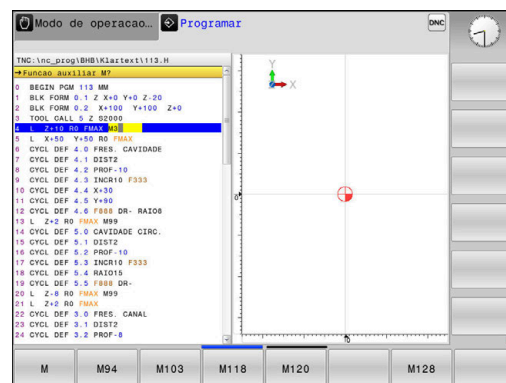 Modo de operacao... Programar
DNC
TNC:\nc_prog\BHB\Klartext\113.H
→Funcao auxiliar M?
0 BEGIN PGM 113 MM
1 BLK FORM 0.1 Z X+0 Y+0 Z-20
2 BLK FORM 0.2 X+100 Y+100 Z+0
3 TOOL CALL 5 Z S2000
4 L Z+10 R0 FMAX M3
5 L X+50 Y+50 R0 FMAX
6 CYCL DEF 4.0 FRES. CAVIDADE
7 CYCL DEF 4.1 DIST2
8 CYCL DEF 4.2 PROF-10
9 CYCL DEF 4.3 INCR10 F333
10 CYCL DEF 4.4 X+30
11 CYCL DEF 4.5 Y+90
12 CYCL DEF 4.6 F888 DR- RAIO8
13 L Z+2 R0 FMAX M99
14 CYCL DEF 5.0 CAVIDADE CIRC.
15 CYCL DEF 5.1 DIST2
16 CYCL DEF 5.2 PROF-10
17 CYCL DEF 5.3 INCR10 F333
18 CYCL DEF 5.4 RAIO15
19 CYCL DEF 5.5 F888 DR-
20 L Z-8 R0 FMAX M99
21 L Z+2 R0 FMAX
22 CYCL DEF 3.0 FRES. CANAL
23 CYCL DEF 3.1 DIST2
24 CYCL DEF 3.2 PROF-8
Y
X
0
0
M M94 M103 M118 M120 M128